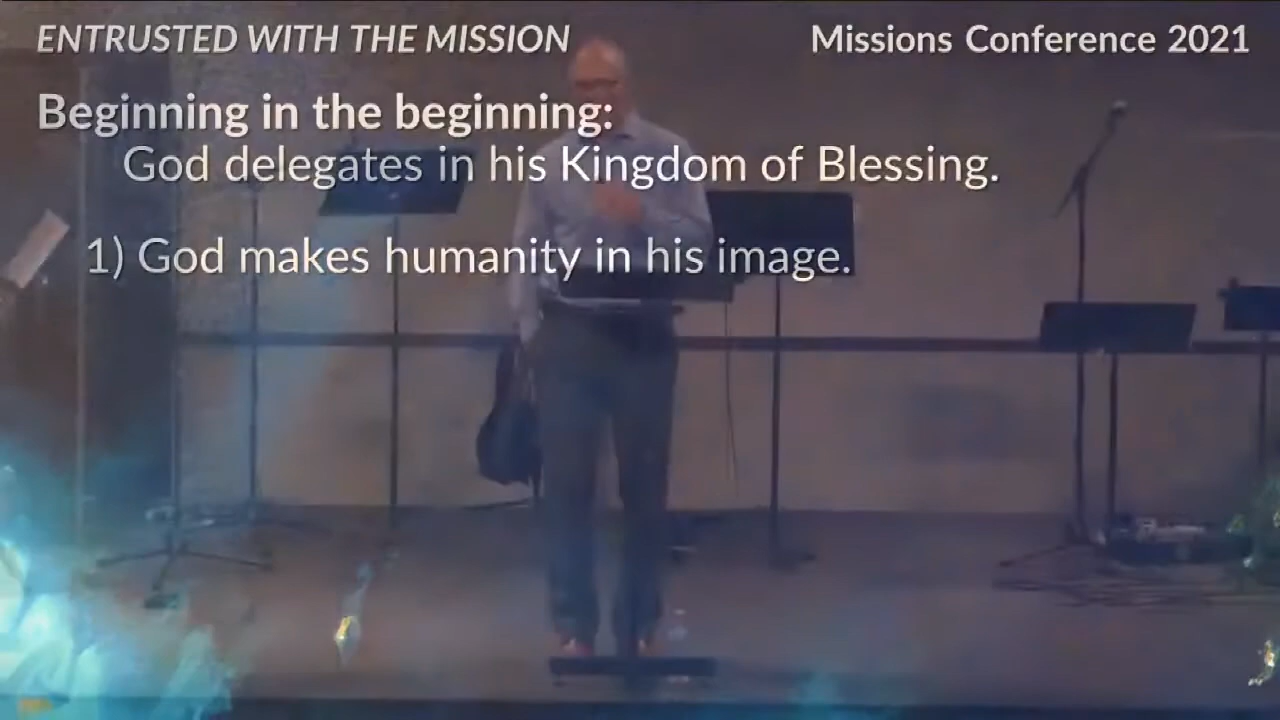 ENTRUSTED WITH THE MISSION
Missions Conference 2021
Beginning in the beginning:
God delegates in his Kingdom of Blessing.
1) God makes humanity in his image.